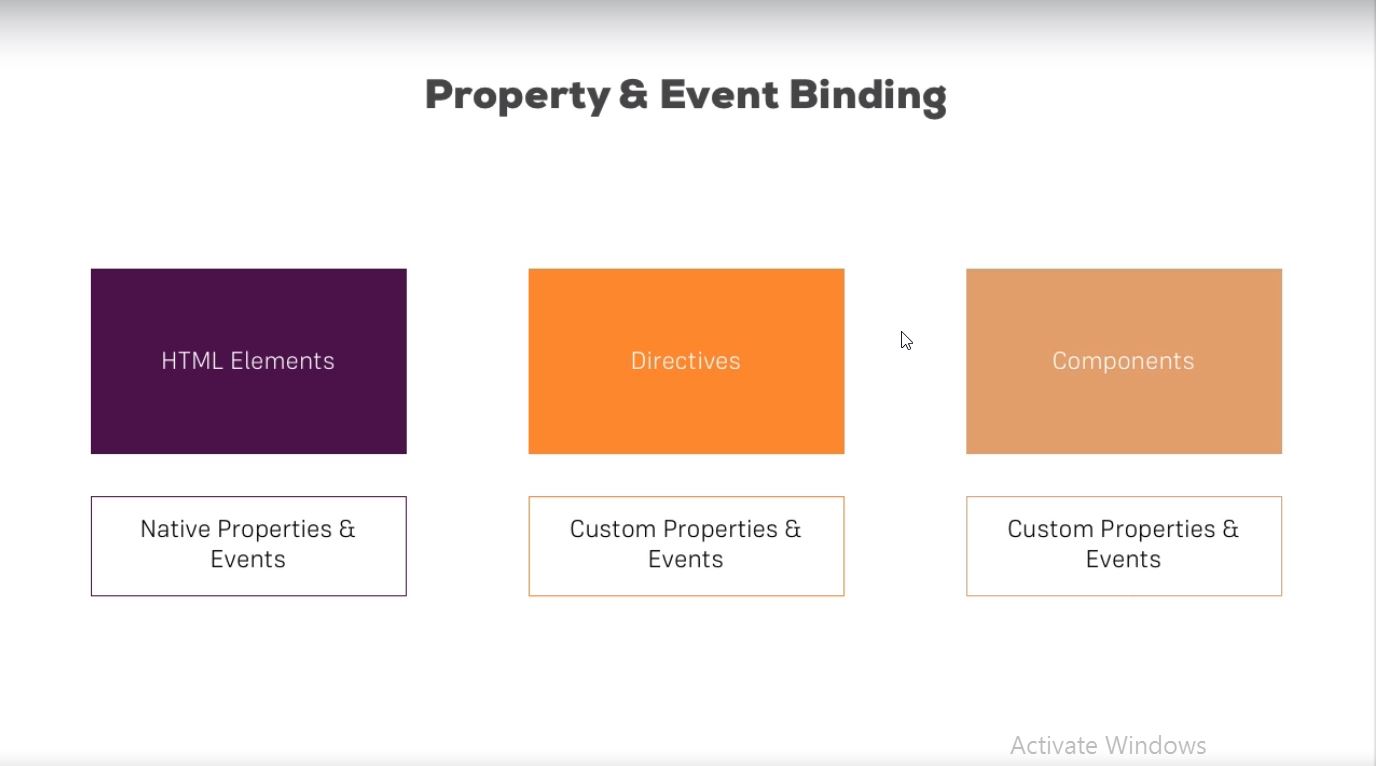 Property & Event Binding
HTML Elements
Directives
Components
Native Properties &
Events
Custom Properties &
Events
Custom Properties &
Events
Activate Windows